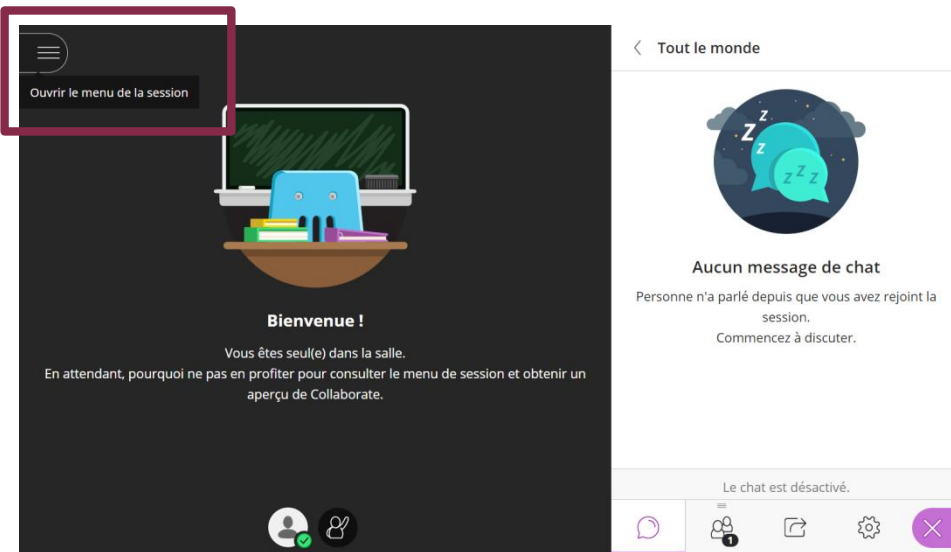 Ouvrir le menu de la session
Bienvenue !
Vous êtes seul(e) dans la salle.
En attendant, pourquoi ne pas en profiter pour consulter le menu de session et obtenir un
aperçu de Collaborate.
Tout le monde
z
Z
z
z z z
Aucun message de chat
Personne n'a parlé depuis que vous avez rejoint la
session.
Commencez à discuter.
Le chat est désactivé.
1